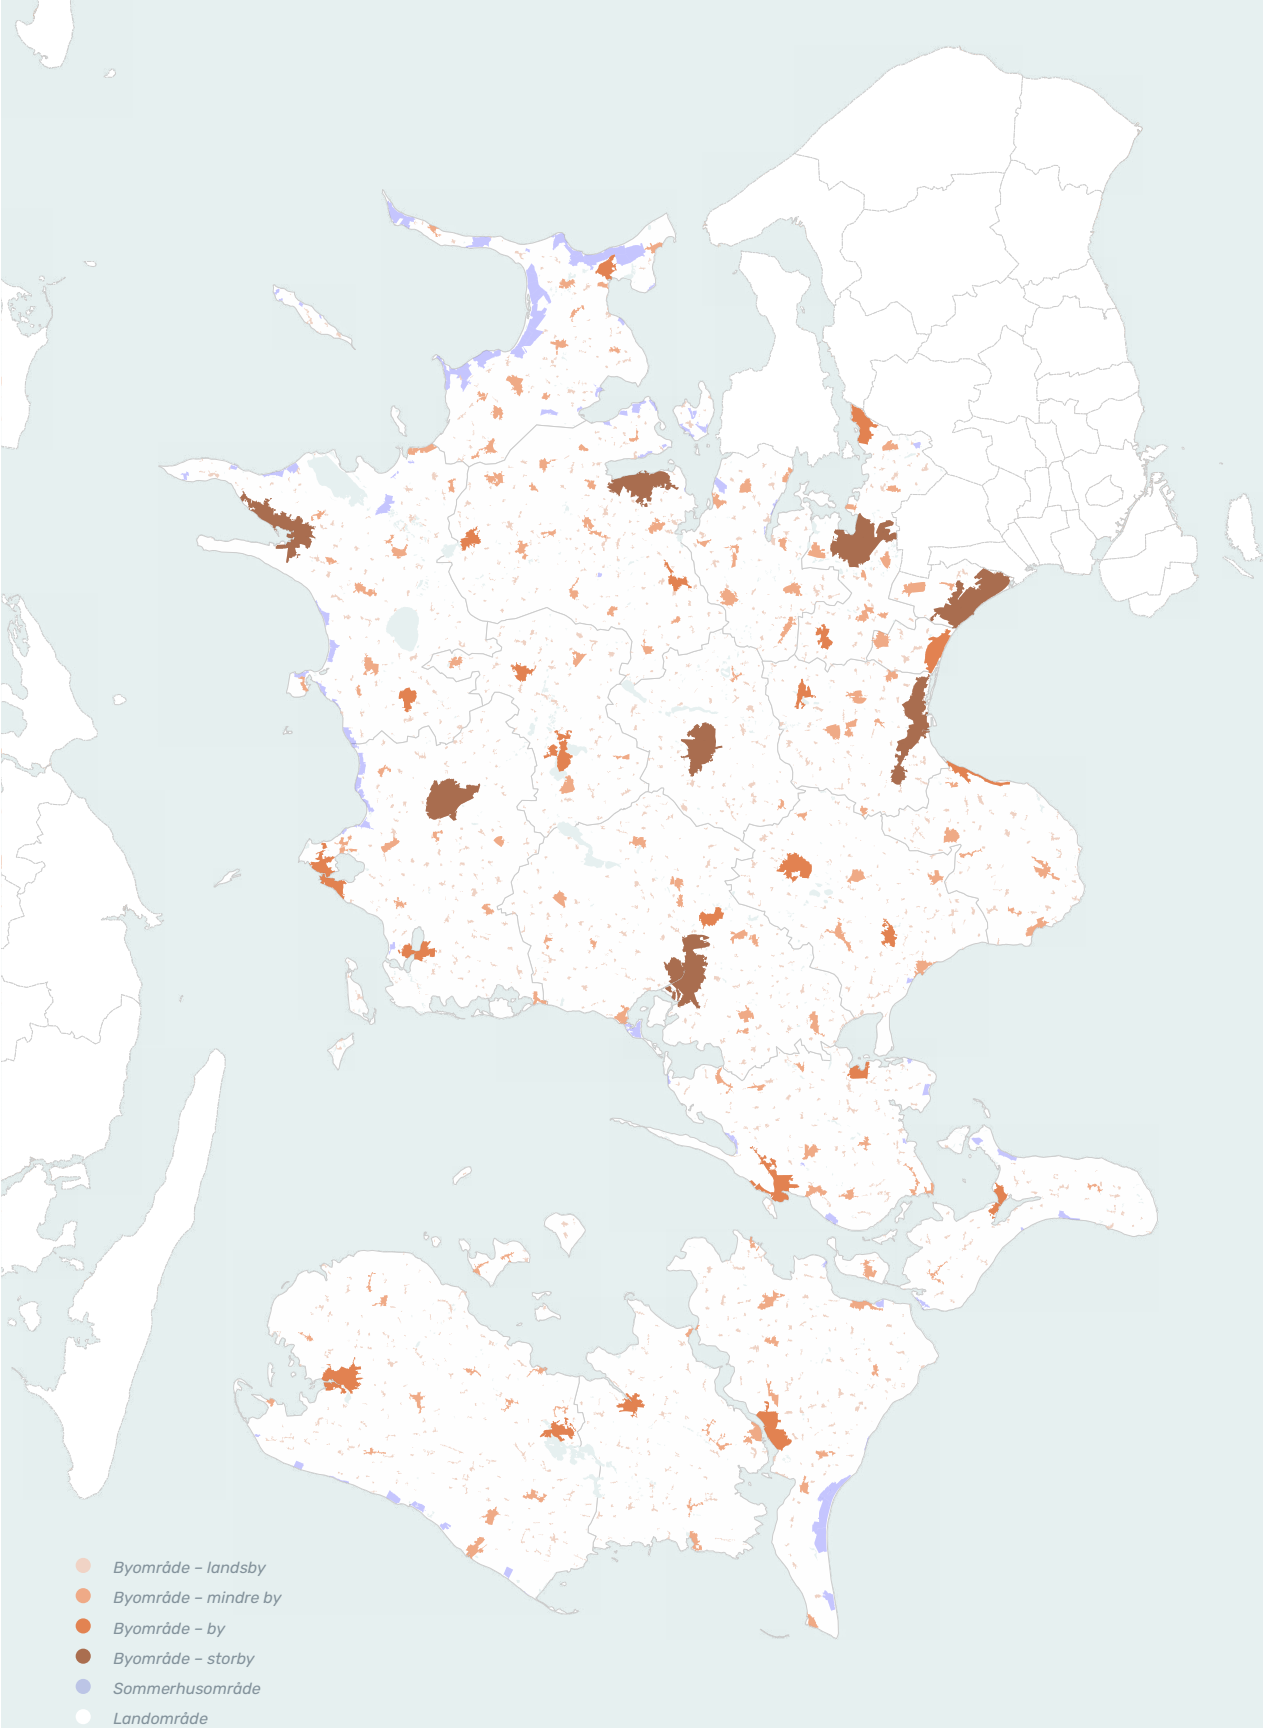 Byområde – landsby
Byområde – mindre by
Byområde – by
Byområde – storby
Sommerhusområde
Landområde